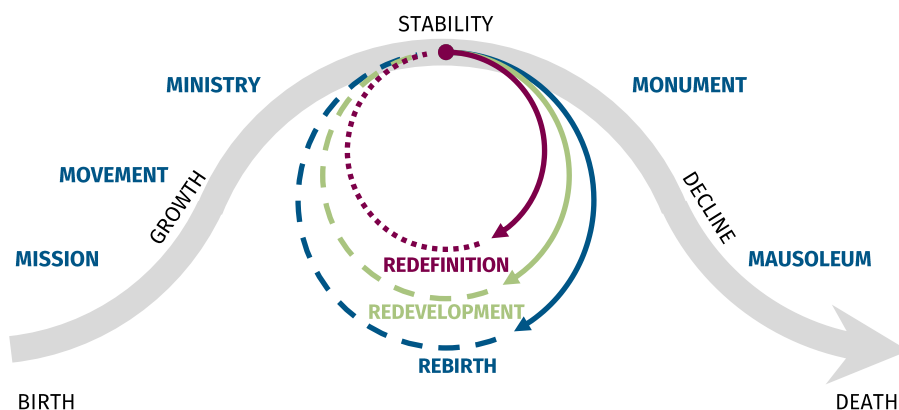 STABILITY
MINISTRY
MONUMENT
MOVEMENT
GROWTH
DECLINE
MISSION
MAUSOLEUM
REDEFINITION
REDEVELOPMENT
REBIRTH
BIRTH
DEATH